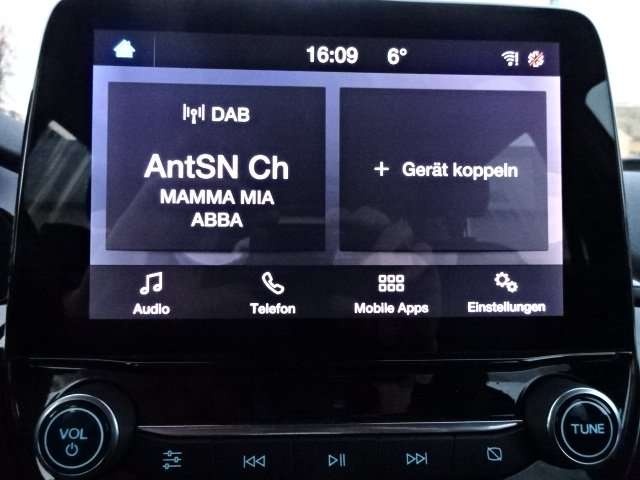 16:09 6°
DAB
AntSN Ch
MAMMA MIA
ABBA
+ Gerät koppeln
Audio Telefon Mobile Apps Einstellungen
VOL TUNE